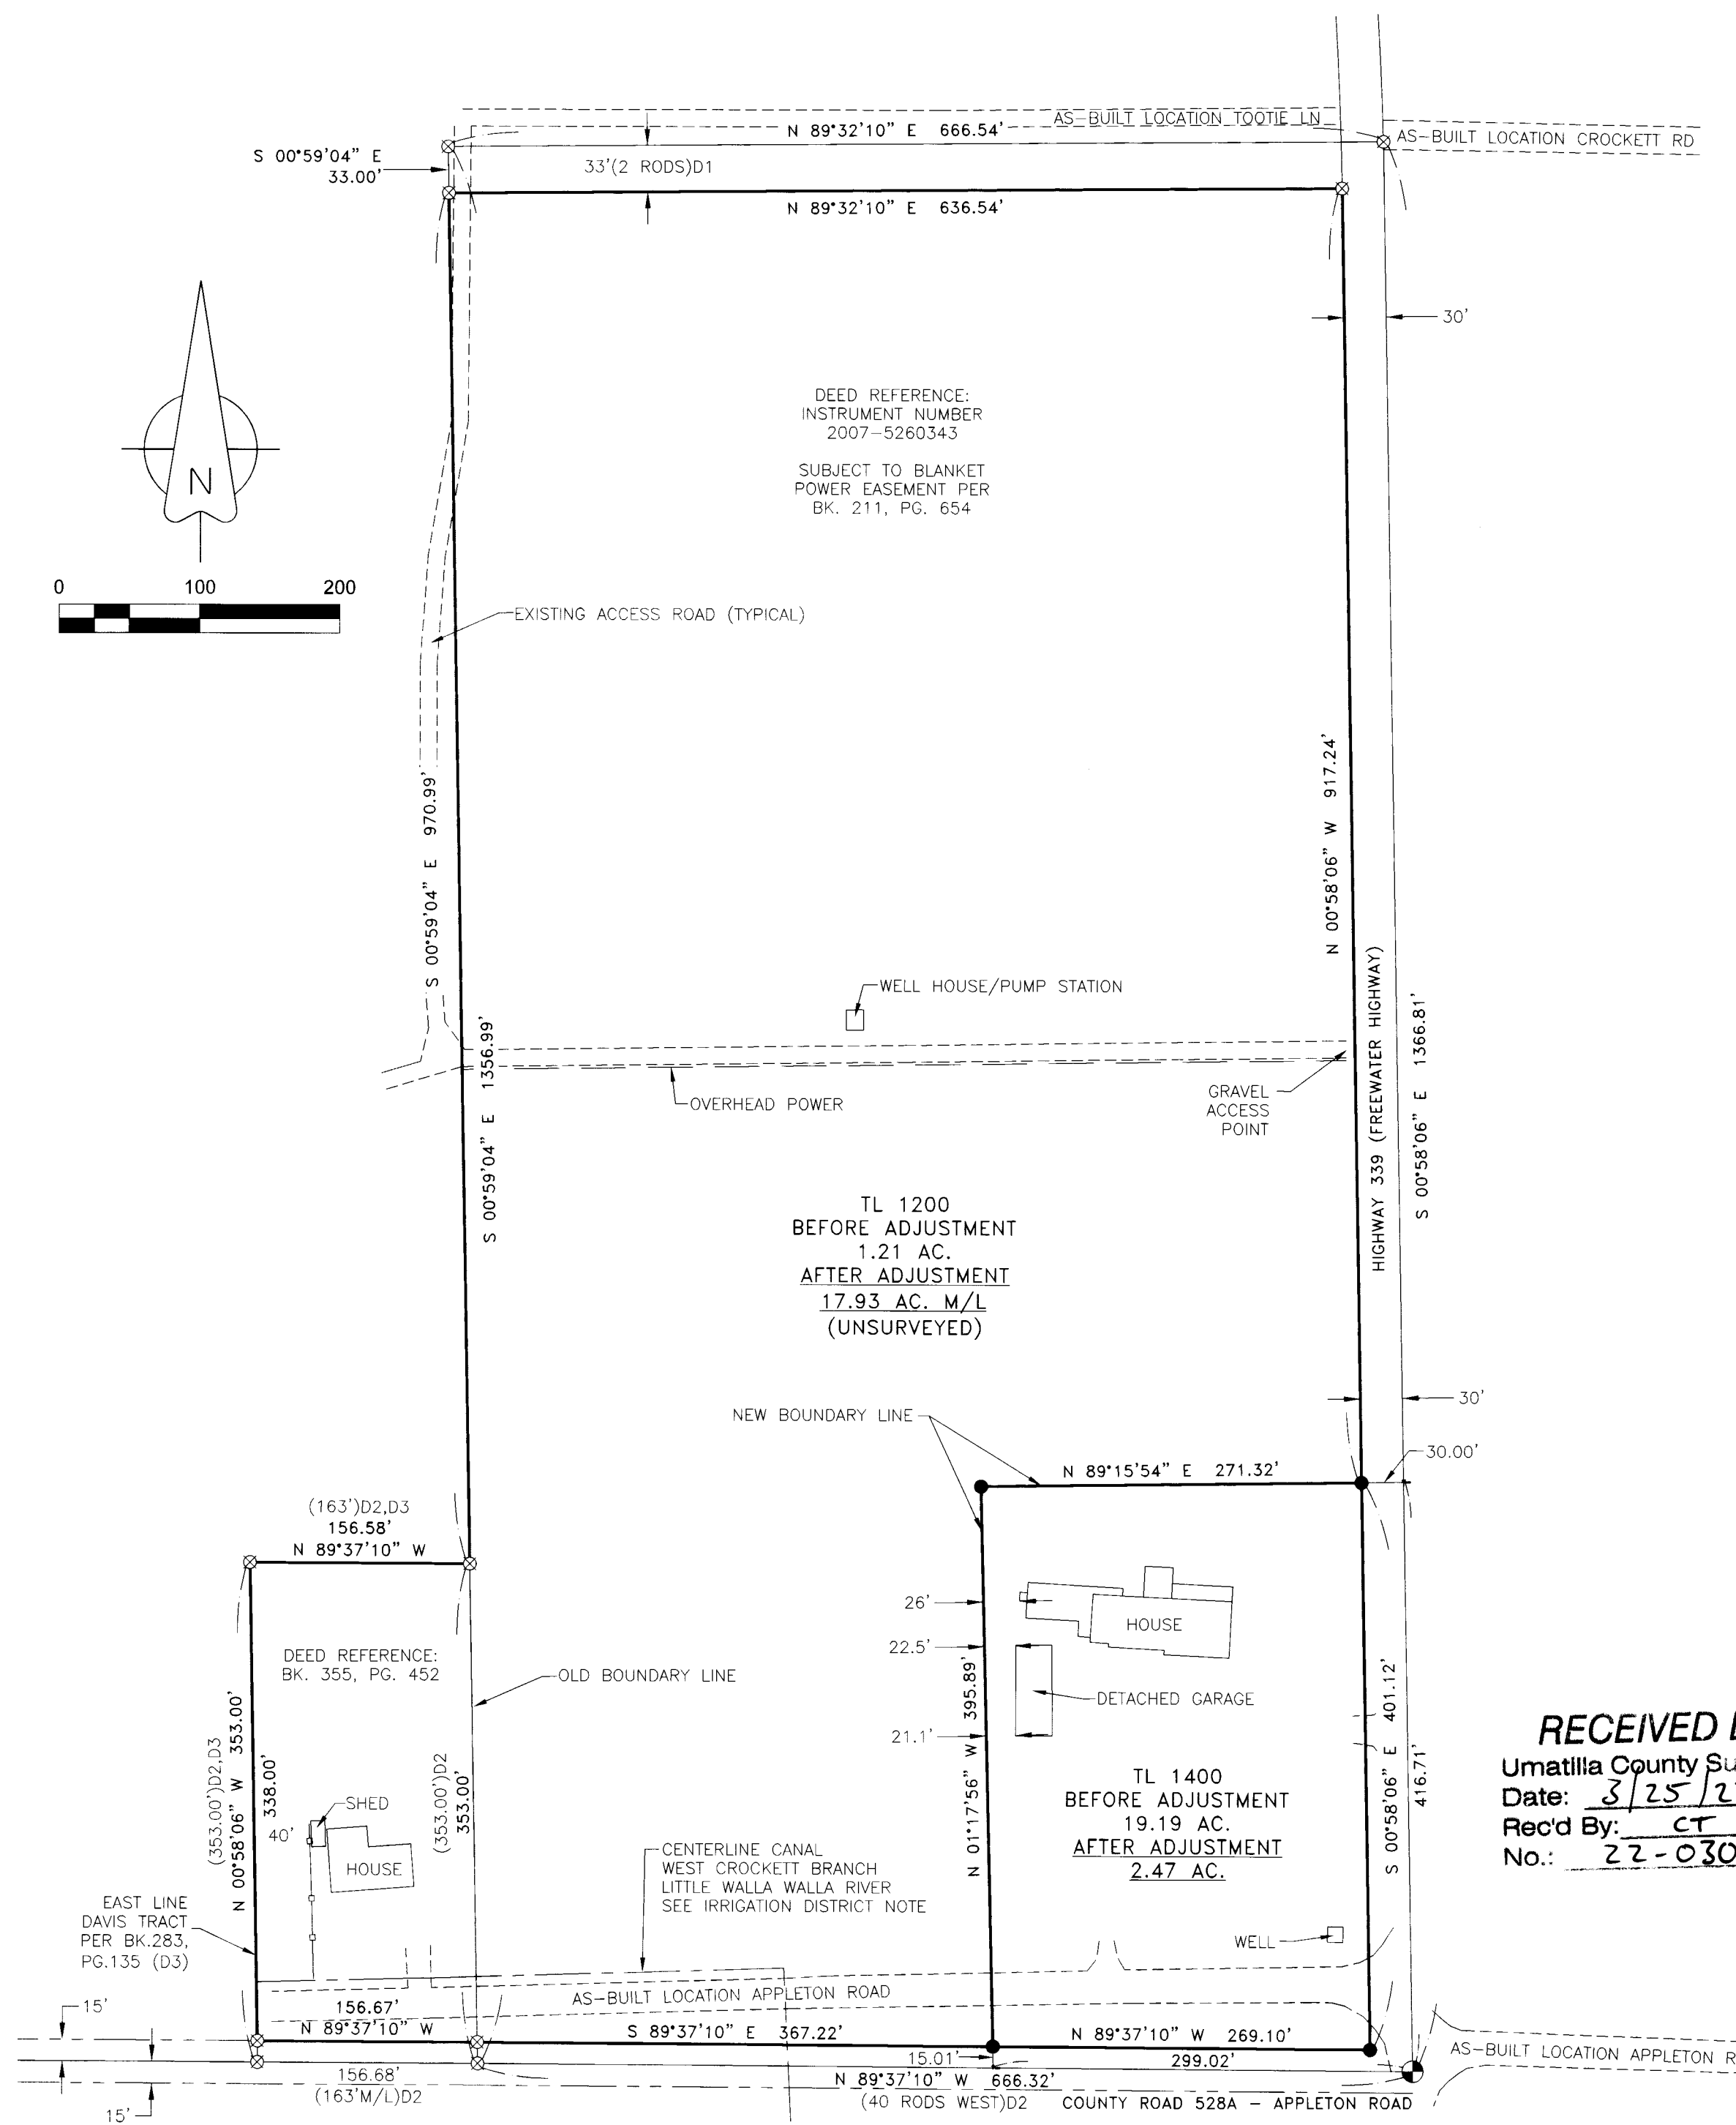 AS-BUILT LOCATION TOOTIE LN
N 89°32'10" E 666.54'
AS-BUILT LOCATION CROCKETT RD
S 00°59'04" E
33.00'
33'(2 RODS)D1
N 89°32'10" E 636.54'
30'
DEED REFERENCE:
INSTRUMENT NUMBER
2007-5260343
SUBJECT TO BLANKET
POWER EASEMENT PER
BK. 211, PG. 654
N
0 100 200
EXISTING ACCESS ROAD (TYPICAL)
S 00°59'04" E 970.99'
N 00°58'06" W 917.24'
WELL HOUSE/PUMP STATION
S 00°59'04" E 1356.99'
OVERHEAD POWER
GRAVEL
ACCESS
POINT
HIGHWAY 339 (FREEWATER HIGHWAY)
S 00°58'06" E 1366.81'
TL 1200
BEFORE ADJUSTMENT
1.21 AC.
AFTER ADJUSTMENT
17.93 AC. M/L
(UNSURVEYED)
30'
NEW BOUNDARY LINE
30.00'
N 89°15'54" E 271.32'
(163')D2,D3
156.58'
N 89°37'10" W
26'
HOUSE
22.5'
DEED REFERENCE:
BK. 355, PG. 452
OLD BOUNDARY LINE
DETACHED GARAGE
21.1'
N 01°17'56" W 395.89'
S 00°58'06" E 401.12'
416.71'
(353.00')D2,D3
N 00°58'06" W 353.00'
338.00'
(353.00')D2
353.00'
TL 1400
BEFORE ADJUSTMENT
19.19 AC.
AFTER ADJUSTMENT
2.47 AC.
RECEIVED
Umatilla County
Date: 3/25/2
Rec'd By: CT
No.: 22-030
SHED
40'
HOUSE
CENTERLINE CANAL
WEST CROCKETT BRANCH
LITTLE WALLA WALLA RIVER
SEE IRRIGATION DISTRICT NOTE
EAST LINE
DAVIS TRACT
PER BK.283,
PG.135 (D3)
WELL
AS-BUILT LOCATION APPLETON ROAD
15'
156.67'
N 89°37'10" W
S 89°37'10" E 367.22'
N 89°37'10" W 269.10'
15.01'
299.02'
AS-BUILT LOCATION APPLETON R
156.68'
(163'M/L)D2
N 89°37'10" W 666.32'
(40 RODS WEST)D2
COUNTY ROAD 528A - APPLETON ROAD
15'